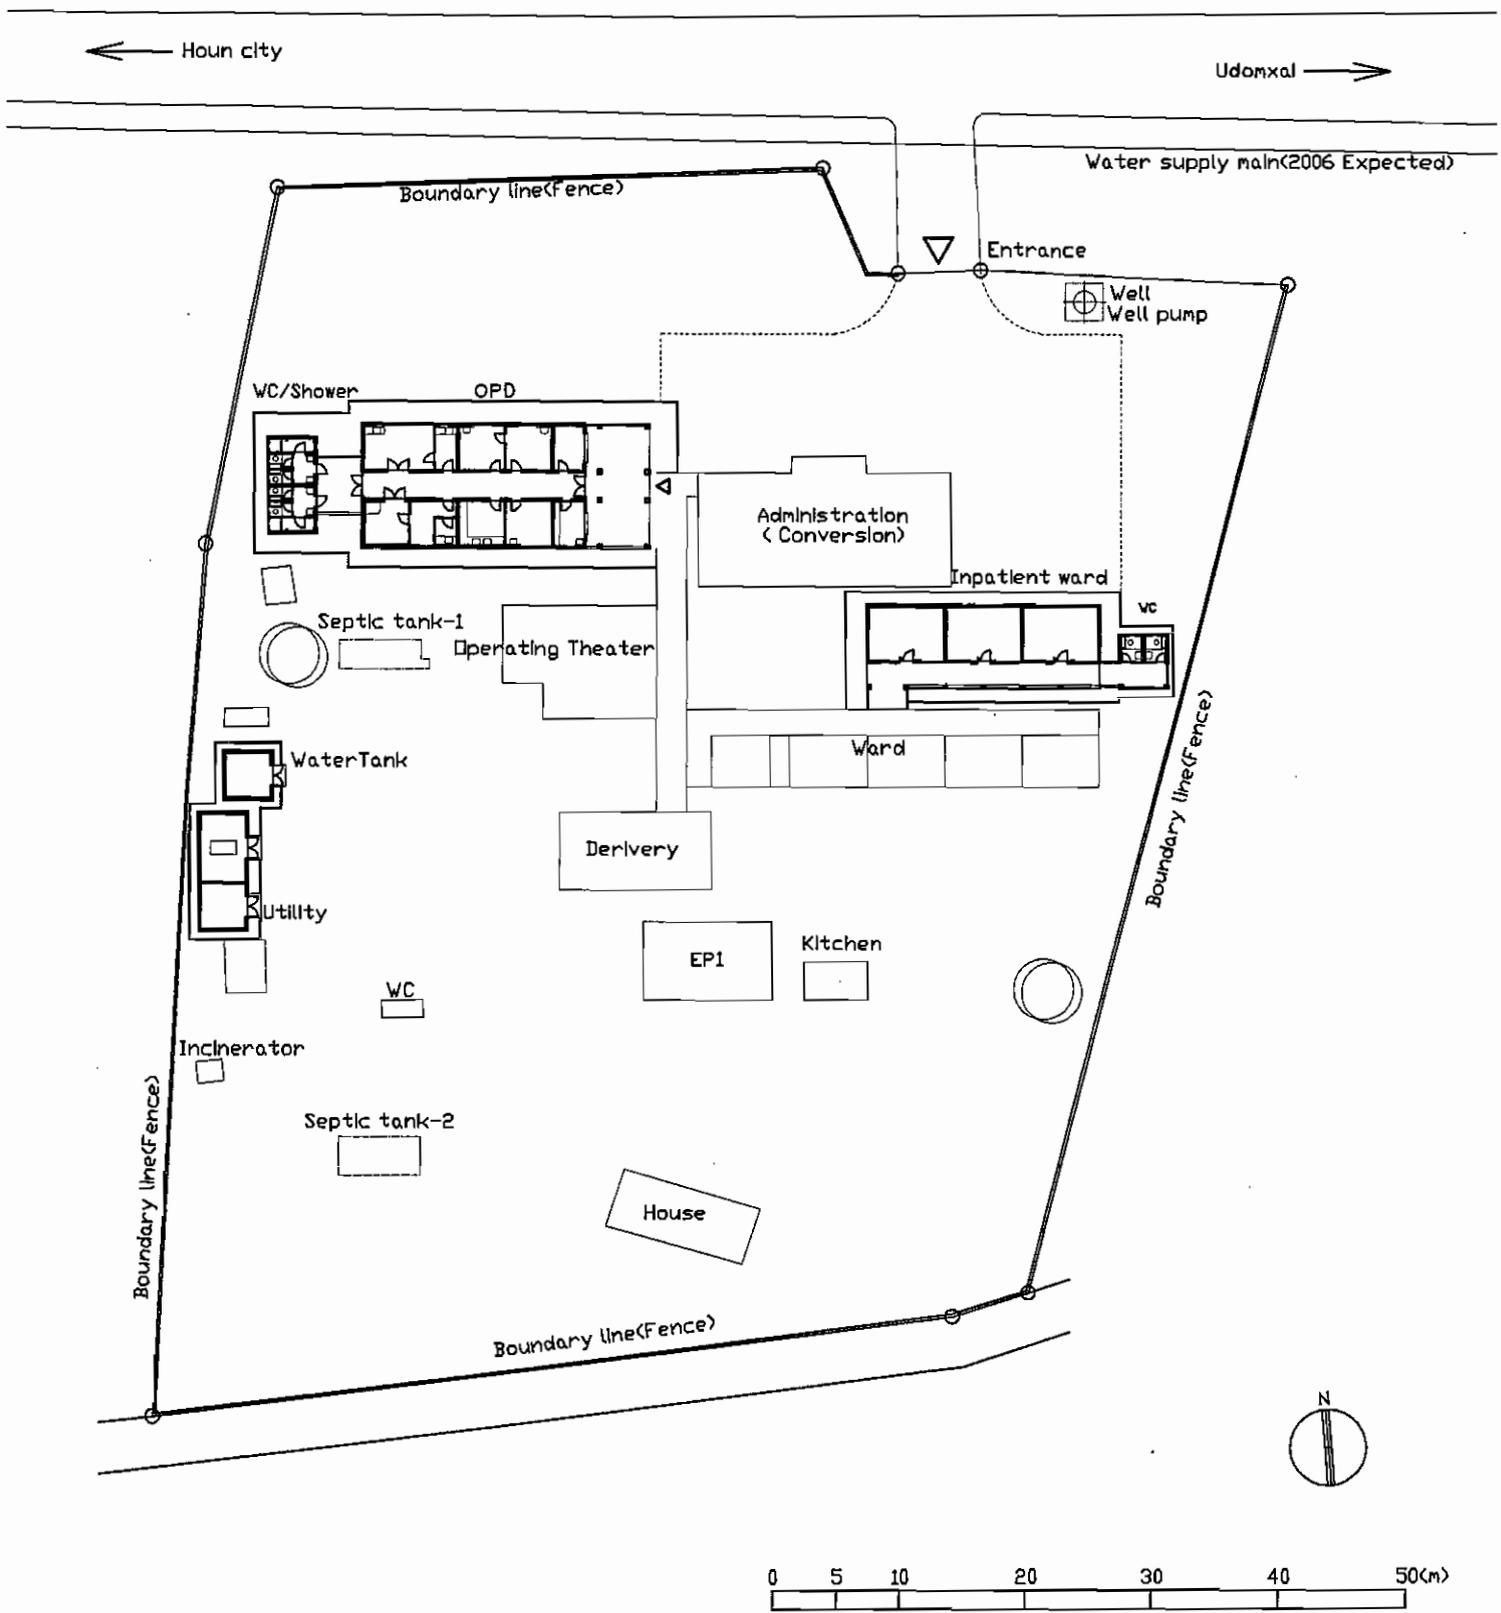 Houn city
Udomxai
Water supply main(2006 Expected)
Boundary line(Fence)
Entrance
Well
Well pump
WC/Shower
OPD
Administration
(Conversion)
Inpatient ward
WC
Septic tank-1
Operating Theater
Ward
WaterTank
Boundary line(Fence)
Derivery
Utility
Kitchen
EP1
WC
Incinerator
Septic tank-2
Boundary line(Fence)
House
Boundary line(Fence)
N
0 5 10 20 30 40 50(m)